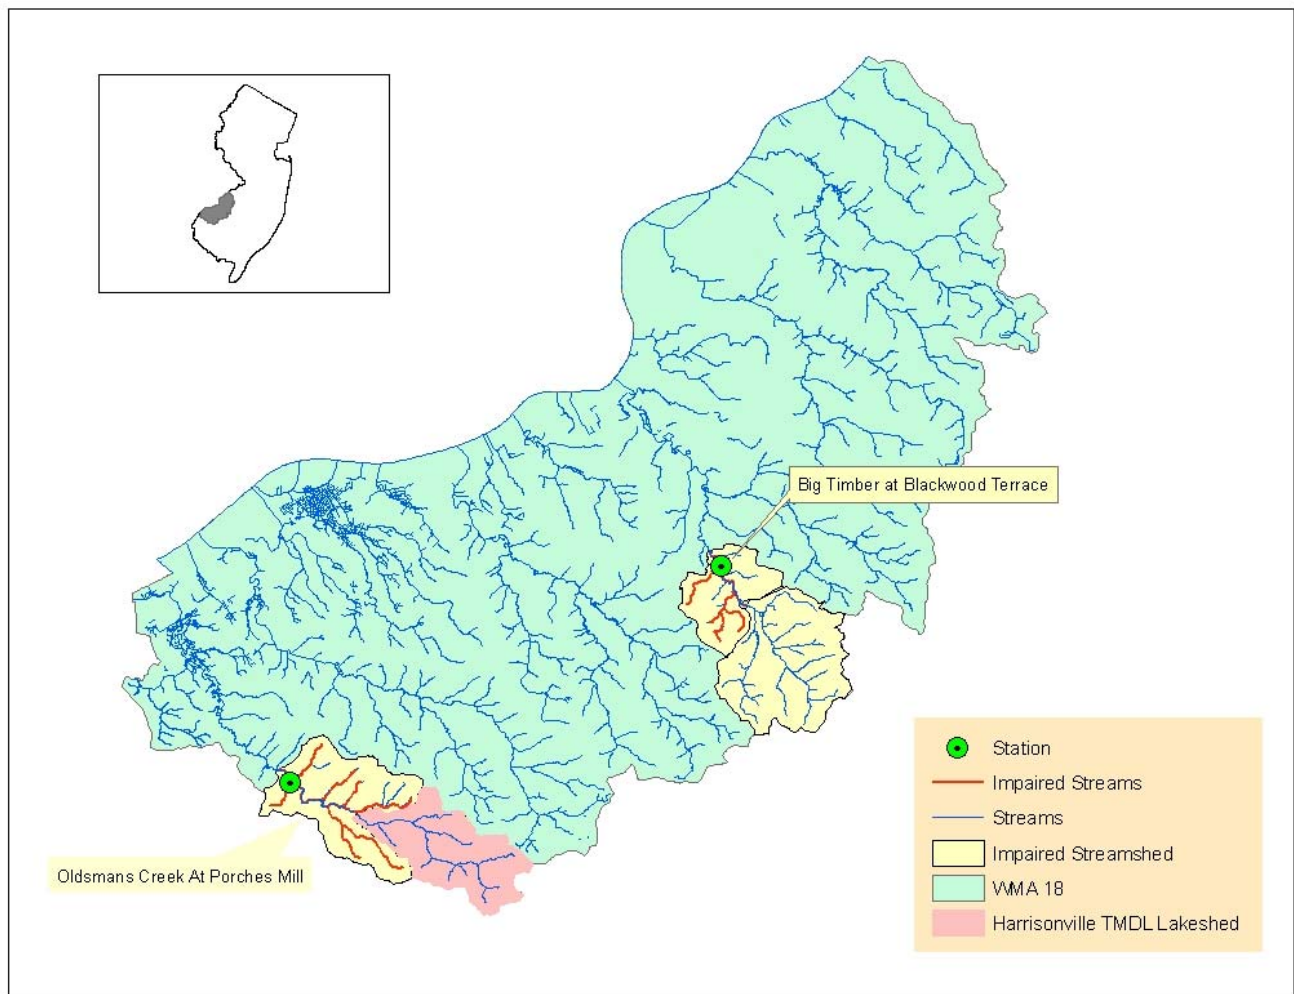 Big Timber at Blackwood Terrace
Station
Impaired Streams
Streams
Impaired Streamshed
WMA 18
Harrisonville TMDL Lakeshed
Oldsmans Creek At Porches Mill